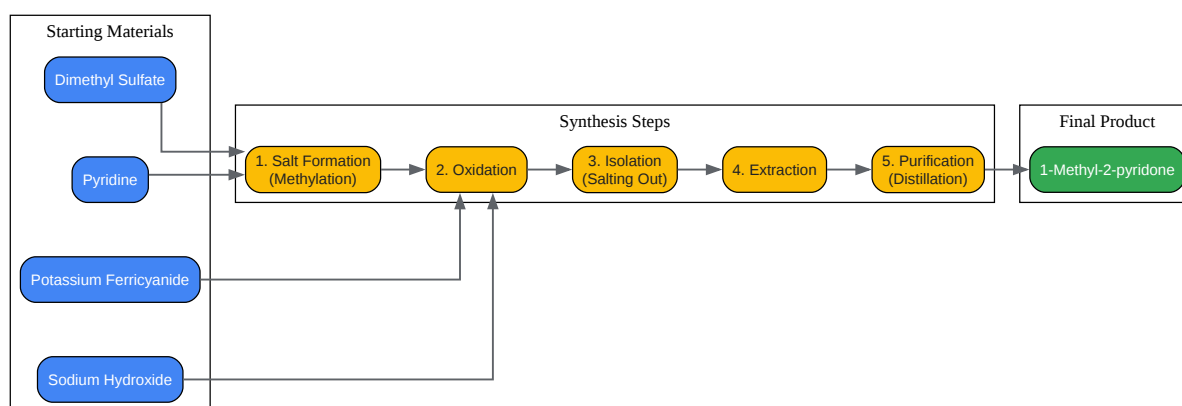 Starting Materials
Dimethyl Sulfate
Pyridine
Potassium Ferricyanide
Sodium Hydroxide
Synthesis Steps
1. Salt Formation
(Methylation)
2. Oxidation
3. Isolation
(Salting Out)
4. Extraction
5. Purification
(Distillation)
Final Product
1-Methyl-2-pyridone